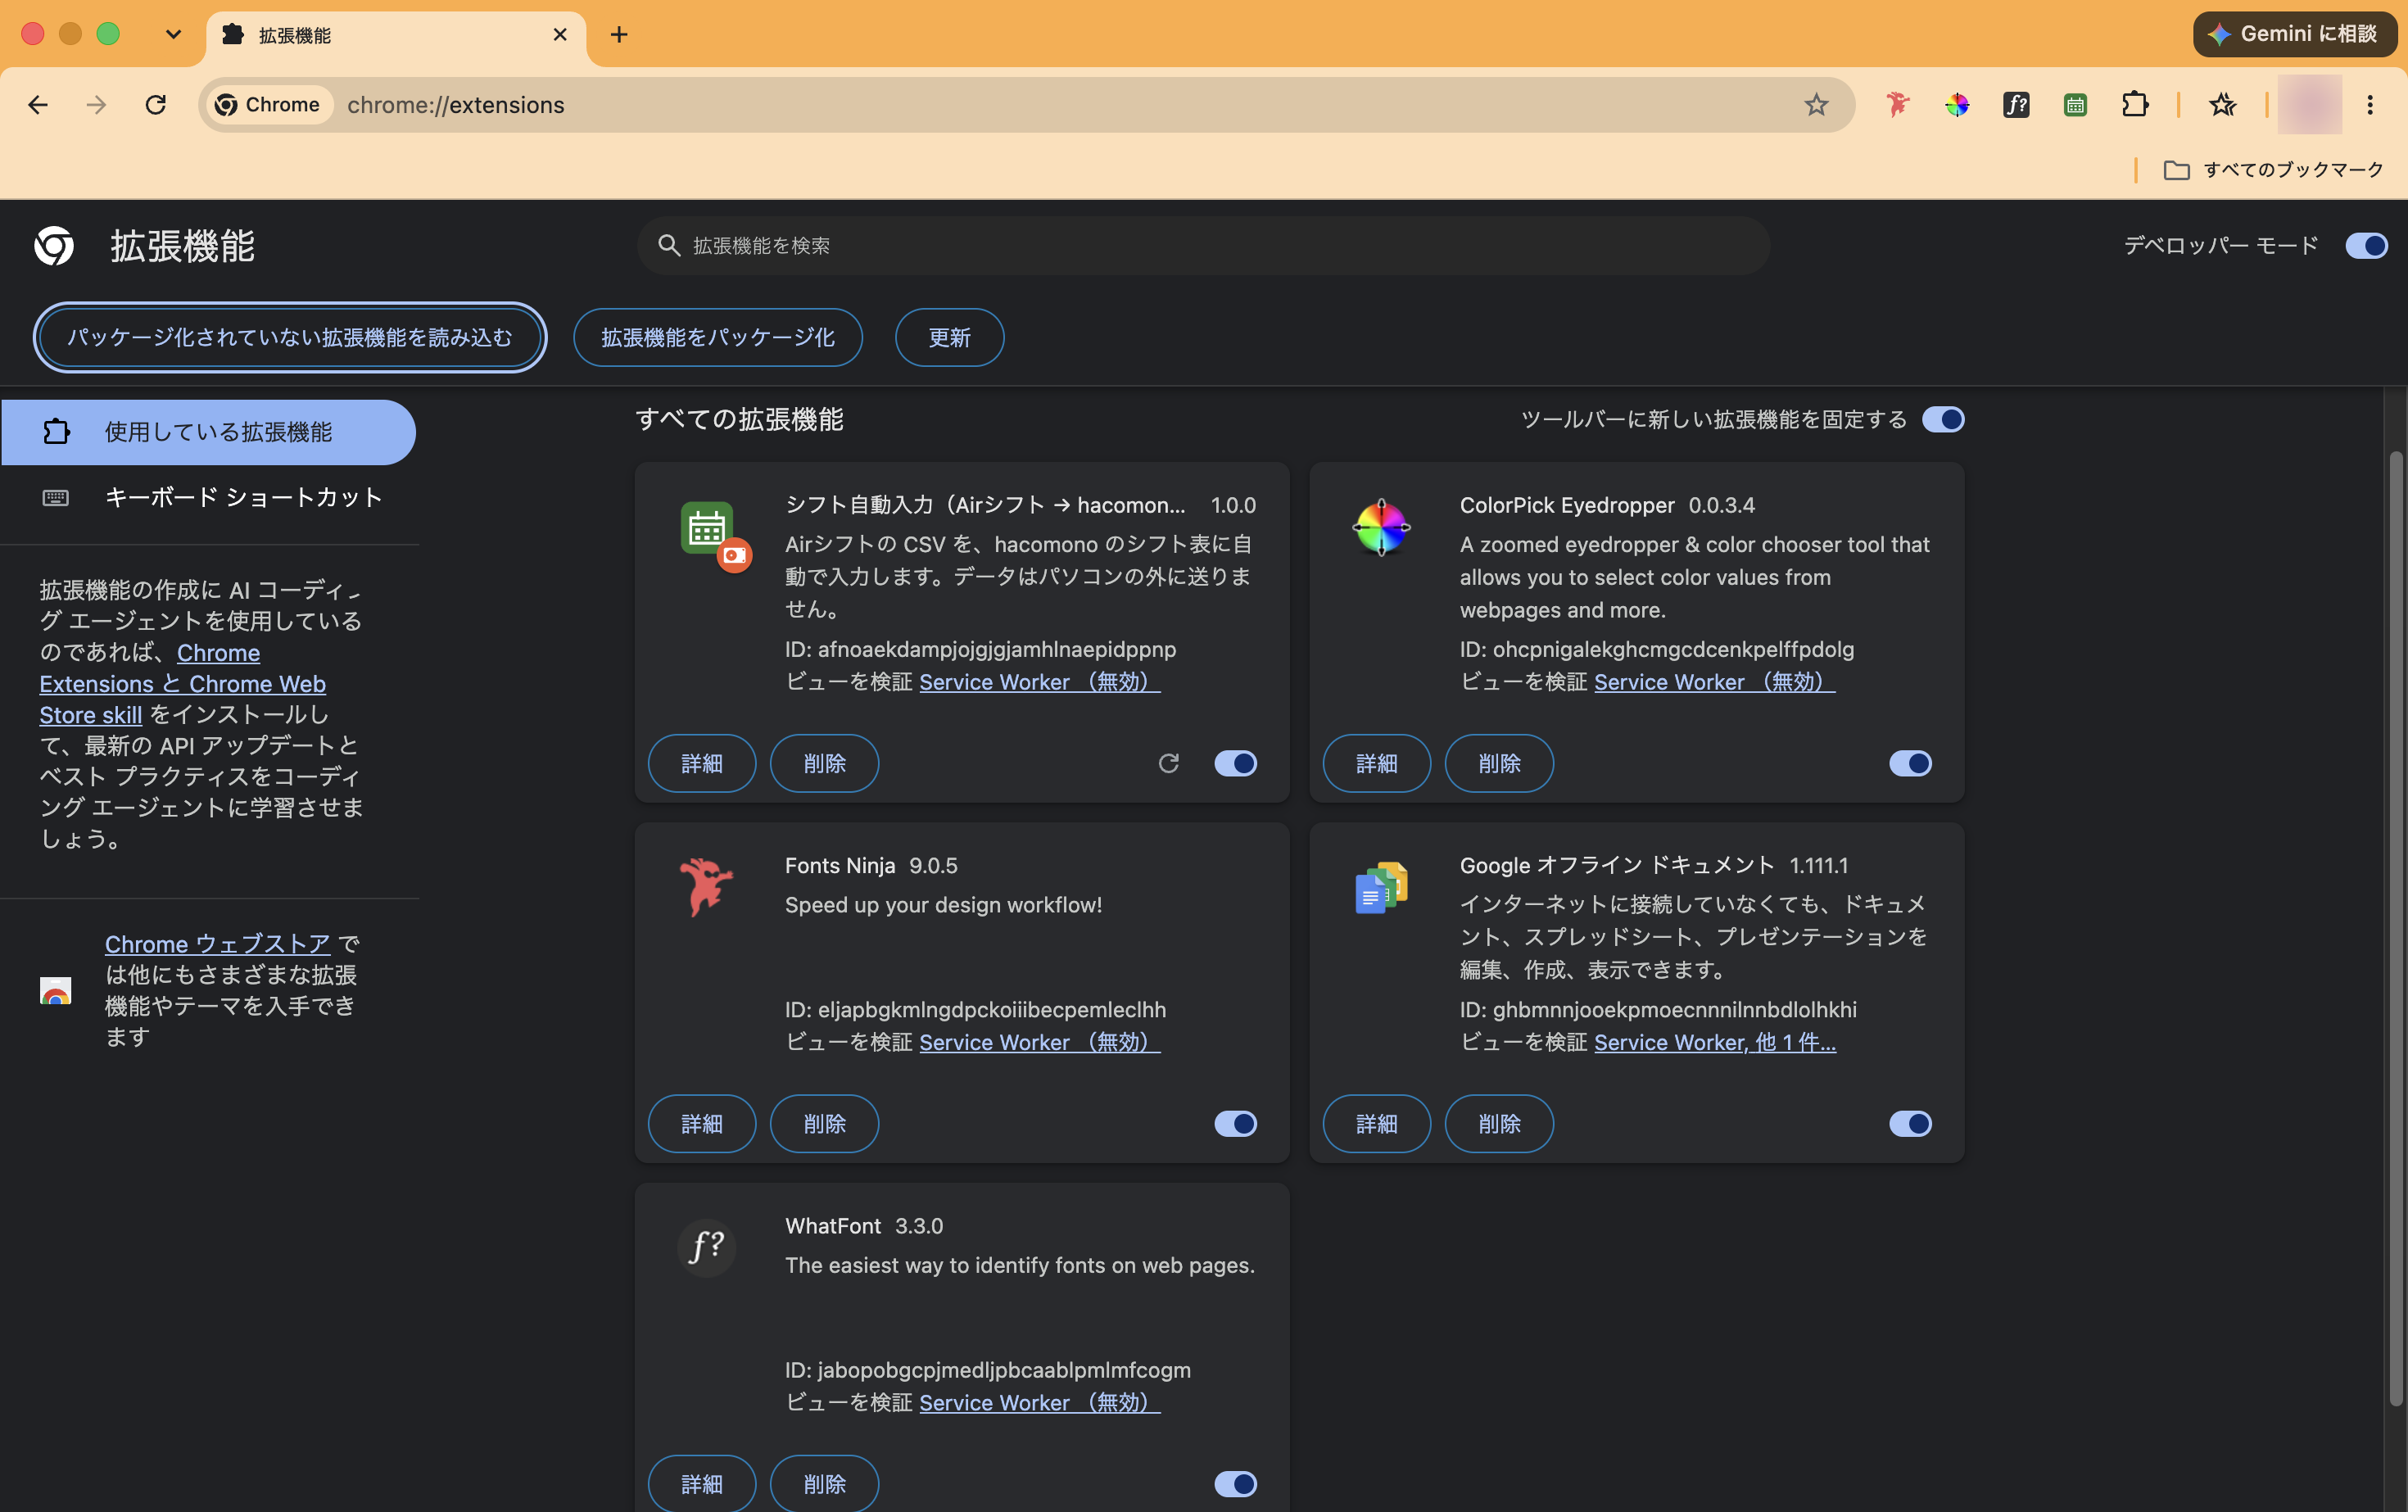 拡張機能
Gemini に相談
Chrome
chrome://extensions
f?
すべてのブックマーク
拡張機能
拡張機能を検索
デベロッパー モード
パッケージ化されていない拡張機能を読み込む
拡張機能をパッケージ化
更新
使用している拡張機能
キーボード ショートカット
拡張機能の作成に AI コーディン
グ エージェントを使用している
のであれば、Chrome
Extensions と Chrome Web
Store skill をインストールし
て、最新の API アップデートと
ベスト プラクティスをコーディ
ング エージェントに学習させま
しょう。
Chrome ウェブストア で
は他にもさまざまな拡張
機能やテーマを入手でき
ます
すべての拡張機能
ツールバーに新しい拡張機能を固定する
シフト自動入力（Airシフト → hacomon... 1.0.0
Airシフトの CSV を、hacomono のシフト表に自
動で入力します。データはパソコンの外に送りま
せん。
ID: afnoaekdampjojgjgjamhlnaepidppnp
ビューを検証 Service Worker （無効）
詳細
削除
ColorPick Eyedropper 0.0.3.4
A zoomed eyedropper & color chooser tool that
allows you to select color values from
webpages and more.
ID: ohcpnigalekghcmgcdcenkpelffpdolg
ビューを検証 Service Worker （無効）
詳細
削除
Fonts Ninja 9.0.5
Speed up your design workflow!
ID: eljapbgkmlngdpckoiiibecpemleclhh
ビューを検証 Service Worker （無効）
詳細
削除
Google オフライン ドキュメント 1.111.1
インターネットに接続していなくても、ドキュメ
ント、スプレッドシート、プレゼンテーションを
編集、作成、表示できます。
ID: ghbmnnjooekpmoecnnnilnnbdlolhkhi
ビューを検証 Service Worker, 他 1 件...
詳細
削除
f?
WhatFont 3.3.0
The easiest way to identify fonts on web pages.
ID: jabopobgcpjmedljpbcaablpmlmfcogm
ビューを検証 Service Worker （無効）
詳細
削除